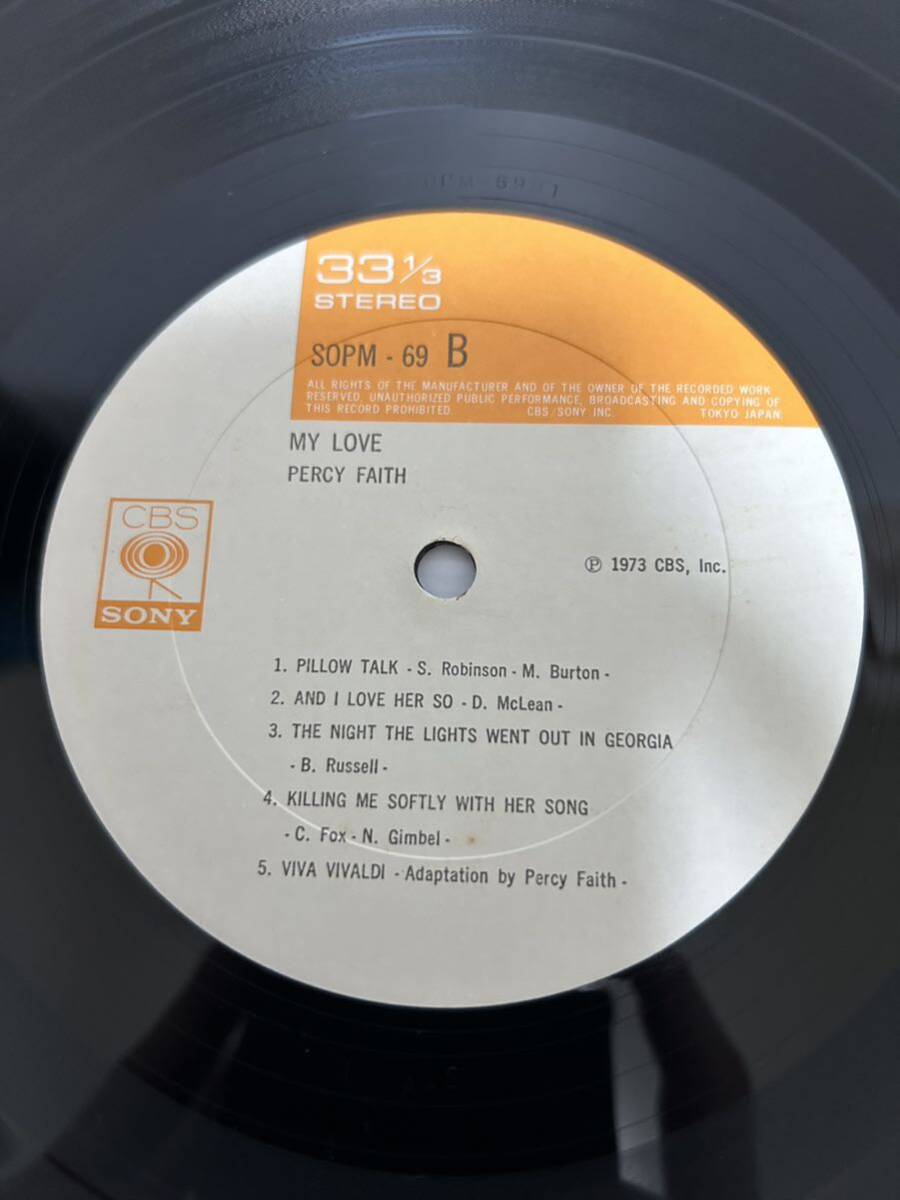 33 1/3
STEREO
SOPM - 69 B
ALL RIGHTS OF THE MANUFACTURER AND OF THE OWNER OF THE RECORDED WORK
RESERVED. UNAUTHORIZED PUBLIC PERFORMANCE, BROADCASTING AND COPYING OF
THIS RECORD PROHIBITED. CBS/SONY INC. TOKYO JAPAN.
MY LOVE
PERCY FAITH
CBS
SONY
℗ 1973 CBS, Inc.
1. PILLOW TALK - S. Robinson - M. Burton -
2. AND I LOVE HER SO - D. McLean -
3. THE NIGHT THE LIGHTS WENT OUT IN GEORGIA
- B. Russell -
4. KILLING ME SOFTLY WITH HER SONG
- C. Fox - N. Gimbel -
5. VIVA VIVALDI - Adaptation by Percy Faith -